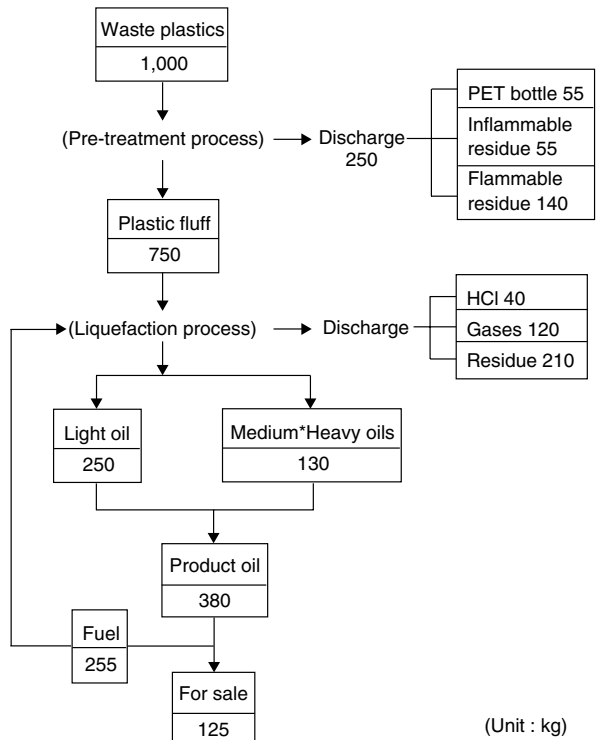 Waste plastics
1,000
(Pre-treatment process)
Discharge
250
PET bottle 55
Inflammable
residue 55
Flammable
residue 140
Plastic fluff
750
(Liquefaction process)
Discharge
HCl 40
Gases 120
Residue 210
Light oil
250
Medium*Heavy oils
130
Product oil
380
Fuel
255
For sale
125
(Unit : kg)